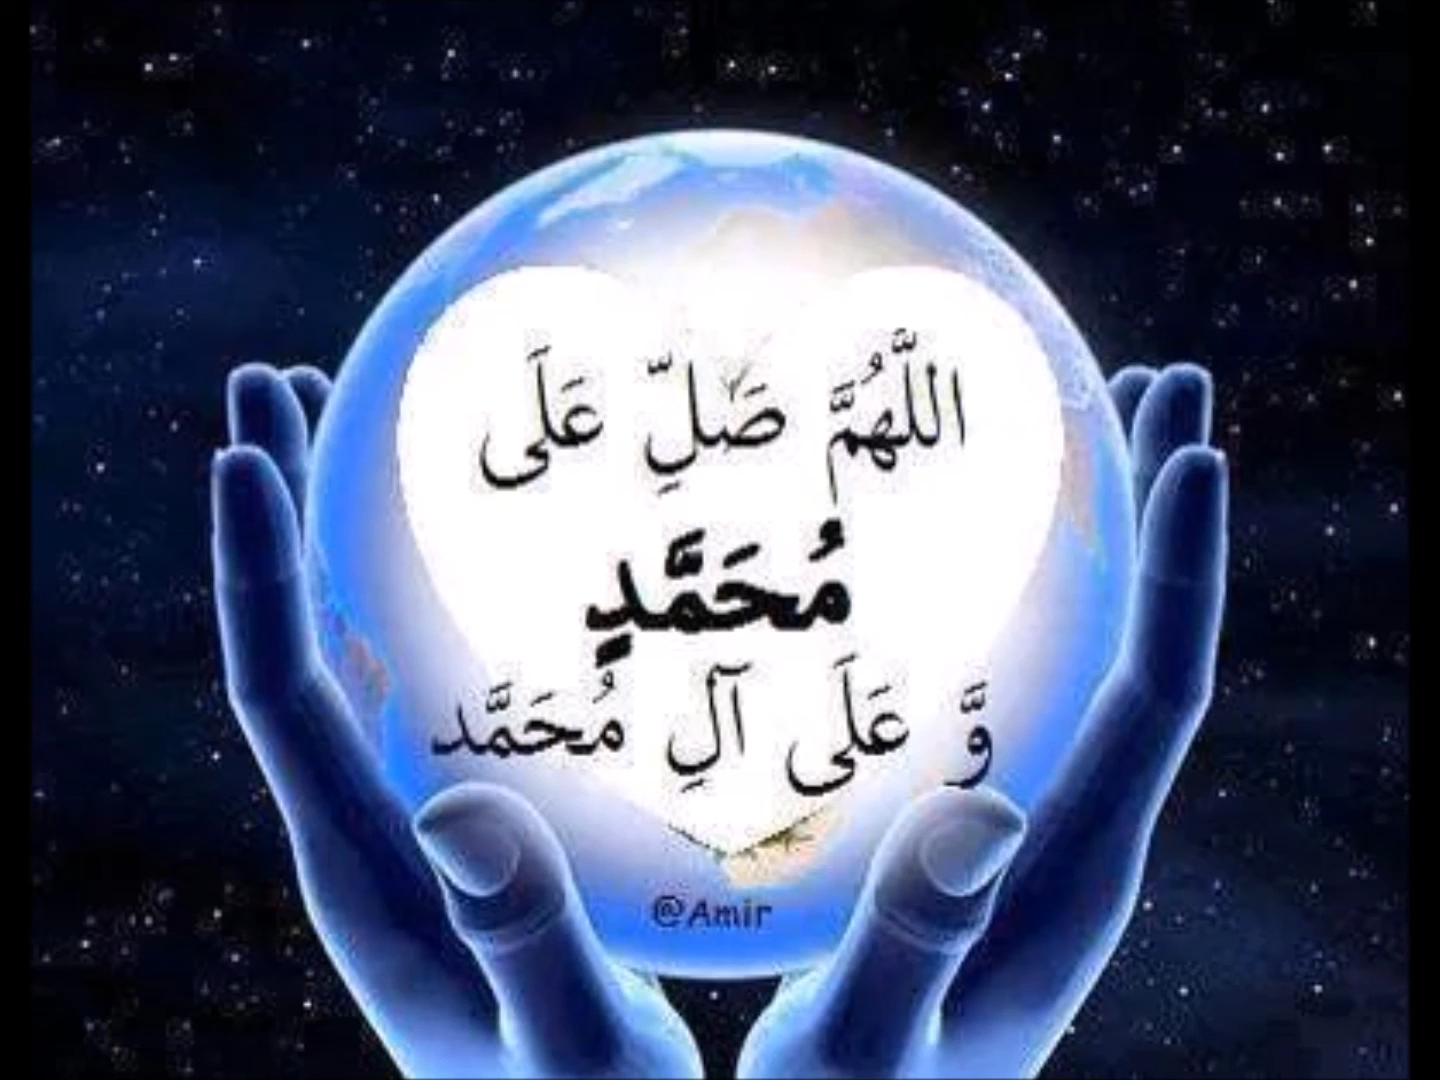 اللَّهُمَّ صَلِّ عَلَى
مُحَمَّدٍ
وَّ عَلَى آلِ مُحَمَّد
@Amir